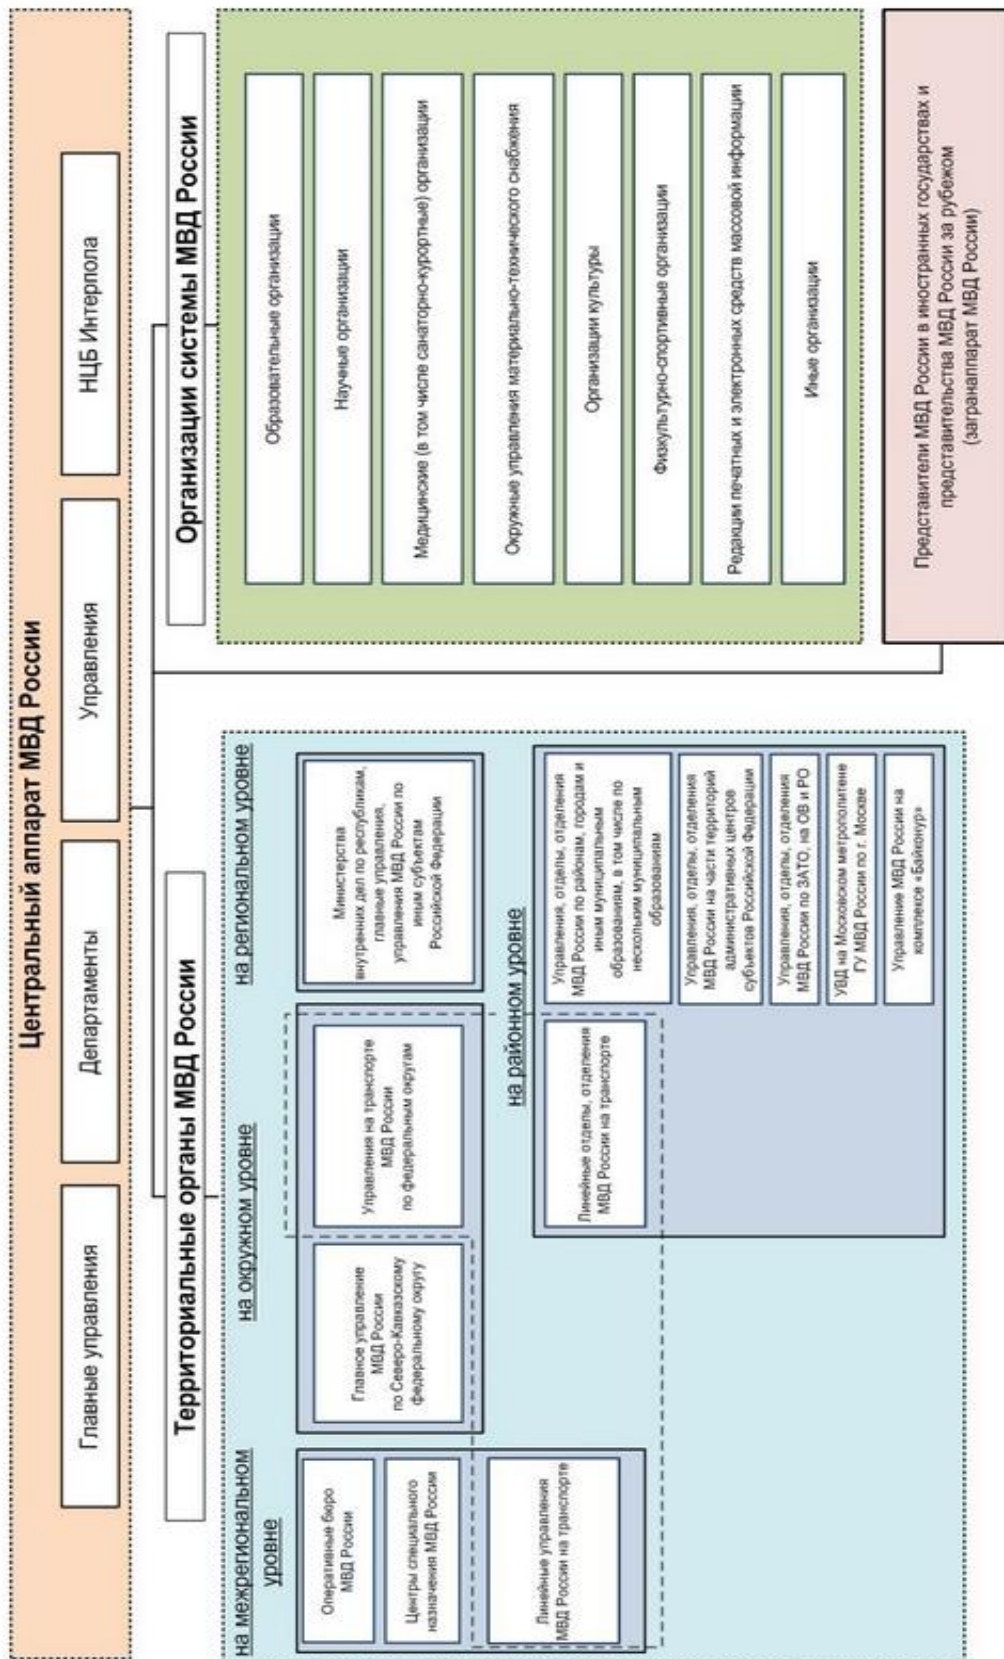 Центральный аппарат МВД России
Главные управления
Департаменты
Управления
НЦБ Интерпола
Территориальные органы МВД России
на межрегиональном
уровне
Оперативные бюро
МВД России
Центры специального
назначения МВД России
Линейные управления
МВД России на транспорте
на окружном уровне
Главное управление
МВД России
по Северо-Кавказскому
федеральному округу
Управления на транспорте
МВД России
по федеральным округам
на региональном уровне
Министерства
внутренних дел по республикам,
главные управления,
управления МВД России по
иным субъектам
Российской Федерации
на районном уровне
Линейные отделы, отделения
МВД России на транспорте
Управления, отделы, отделения
МВД России по районам, городам и
иным муниципальным
образованиям, в том числе по
нескольким муниципальным
образованиям
Управления, отделы, отделения
МВД России на части территорий
административных центров
субъектов Российской Федерации
Управления, отделы, отделения
МВД России по ЗАТО, на ОВ и РО
УВД на Московском метрополитене
ГУ МВД России по г. Москве
Управление МВД России на
комплексе «Байконур»
Организации системы МВД России
Образовательные организации
Научные организации
Медицинские (в том числе санаторно-курортные) организации
Окружные управления материально-технического снабжения
Организации культуры
Физкультурно-спортивные организации
Редакции печатных и электронных средств массовой информации
Иные организации
Представители МВД России в иностранных государствах и
представительства МВД России за рубежом
(загранаппарат МВД России)